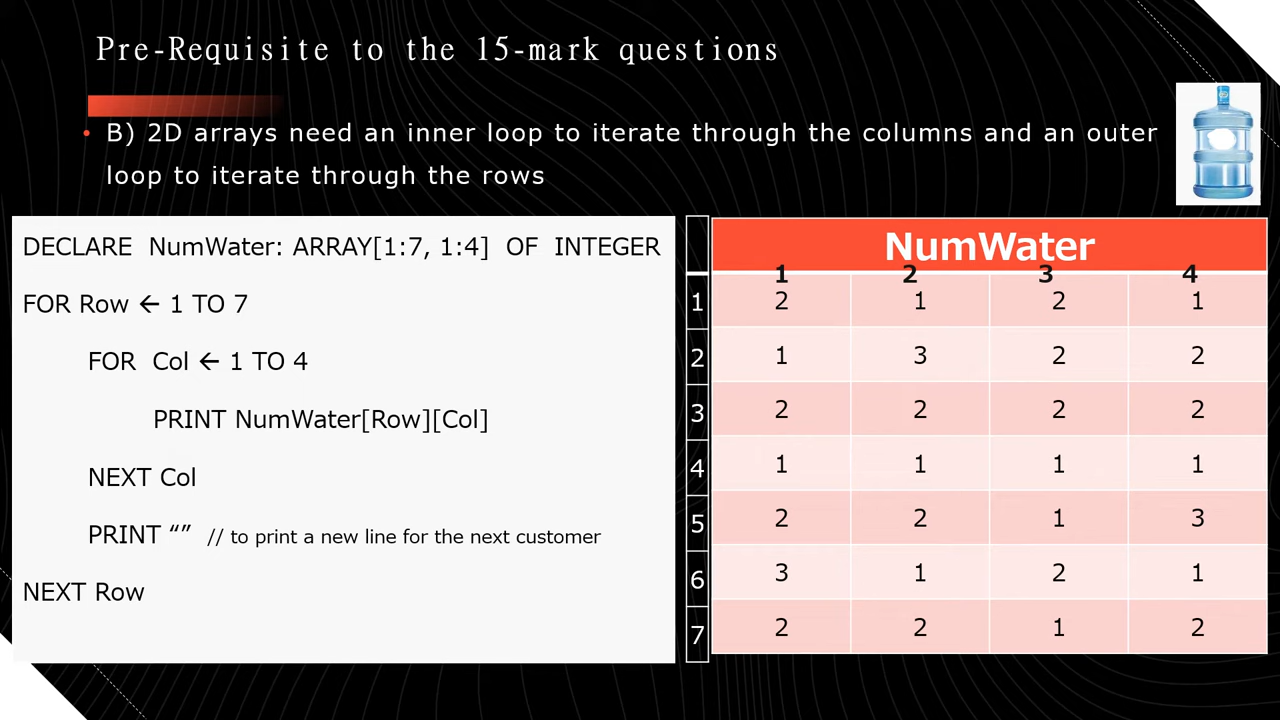 Pre-Requisite to the 15-mark questions
• B) 2D arrays need an inner loop to iterate through the columns and an outer
loop to iterate through the rows
DECLARE NumWater: ARRAY[1:7, 1:4] OF INTEGER
FOR Row ← 1 TO 7
FOR Col ← 1 TO 4
PRINT NumWater[Row][Col]
NEXT Col
PRINT “” // to print a new line for the next customer
NEXT Row
NumWater
1 2 3 4
1 2 1 2 1
2 1 3 2 2
3 2 2 2 2
4 1 1 1 1
5 2 2 1 3
6 3 1 2 1
7 2 2 1 2